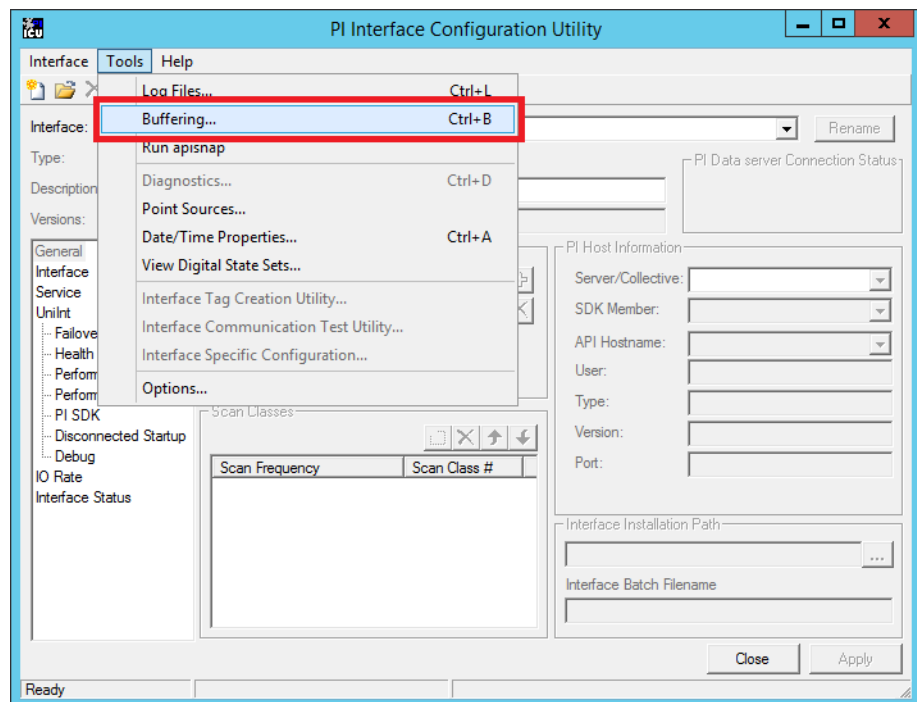 PI Interface Configuration Utility
Interface Tools Help
Log Files... Ctrl+L
Buffering... Ctrl+B
Run apisnap
Diagnostics... Ctrl+D
Point Sources...
Date/Time Properties... Ctrl+A
View Digital State Sets...
Interface Tag Creation Utility...
Interface Communication Test Utility...
Interface Specific Configuration...
Options...
Interface:
Rename
Type:
Description
Versions:
PI Data server Connection Status
General
Interface
Service
UniInt
Failove
Health
Perform
Perform
PI SDK
Disconnected Startup
Debug
IO Rate
Interface Status
Scan Classes
Scan Frequency Scan Class #
PI Host Information
Server/Collective:
SDK Member:
API Hostname:
User:
Type:
Version:
Port:
Interface Installation Path
...
Interface Batch Filename
Close Apply
Ready